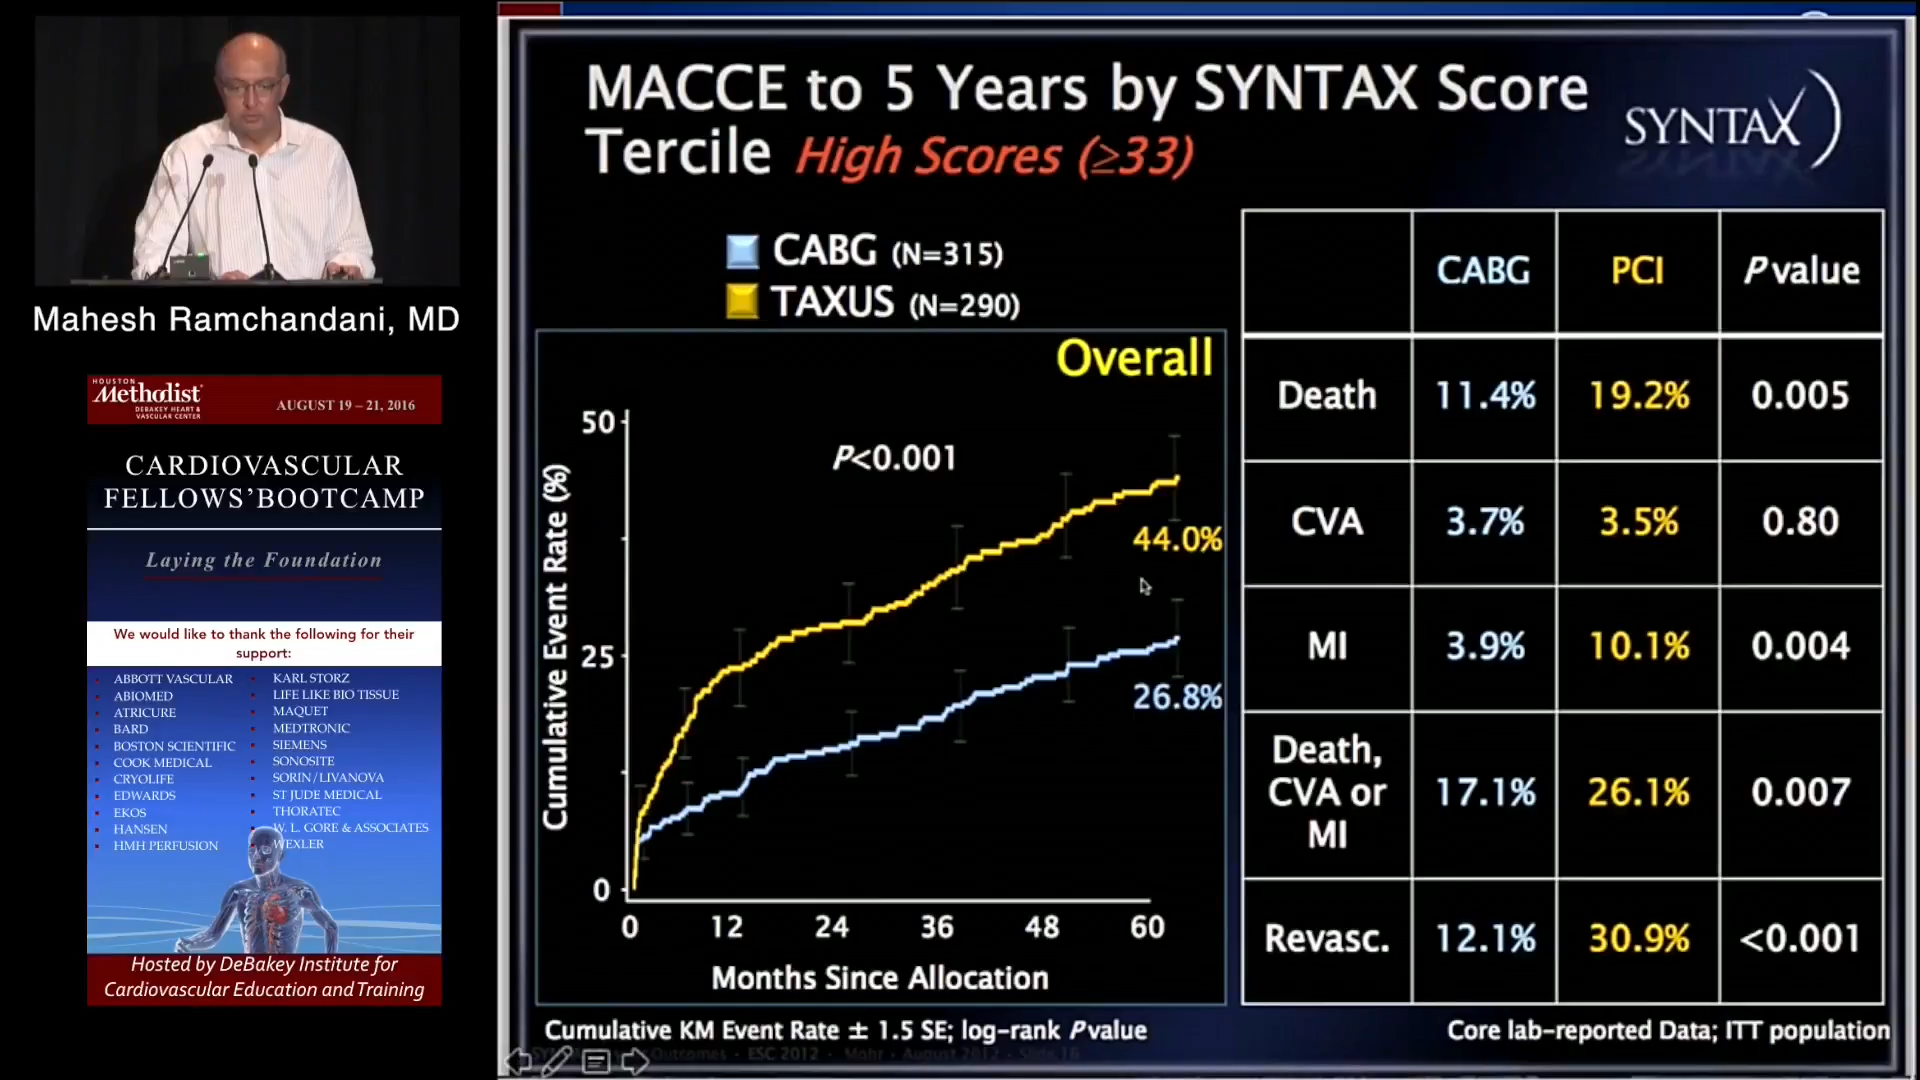 Mahesh Ramchandani, MD
HOUSTON
Methodist
DEBAKEY HEART &
VASCULAR CENTER
AUGUST 19 – 21, 2016
CARDIOVASCULAR
FELLOWS'BOOTCAMP
Laying the Foundation
We would like to thank the following for their
support:
ABBOTT VASCULAR
ABIOMED
ATRICURE
BARD
BOSTON SCIENTIFIC
COOK MEDICAL
CRYOLIFE
EDWARDS
EKOS
HANSEN
HMH PERFUSION
KARL STORZ
LIFE LIKE BIO TISSUE
MAQUET
MEDTRONIC
SIEMENS
SONOSITE
SORIN/LIVANOVA
ST JUDE MEDICAL
THORATEC
W. L. GORE & ASSOCIATES
WEXLER
Hosted by DeBakey Institute for
Cardiovascular Education and Training
MACCE to 5 Years by SYNTAX Score
Tercile High Scores (≥33)
SYNTAX
CABG (N=315)
TAXUS (N=290)
Overall
P<0.001
50
25
0
Cumulative Event Rate (%)
44.0%
26.8%
0 12 24 36 48 60
Months Since Allocation
CABG PCI P value
Death 11.4% 19.2% 0.005
CVA 3.7% 3.5% 0.80
MI 3.9% 10.1% 0.004
Death,
CVA or 17.1% 26.1% 0.007
MI
Revasc. 12.1% 30.9% <0.001
Cumulative KM Event Rate ± 1.5 SE; log-rank P value
Core lab-reported Data; ITT population
Outcomes • ESC 2012 • Mohr • August 2012 • Slide 16